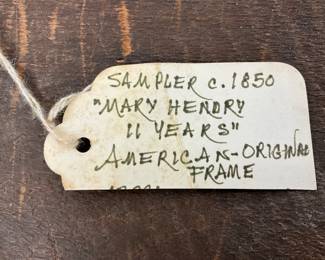 SAMPLER c.1850
"MARY HENDRY
11 YEARS"
AMERICAN-ORIGINAL
FRAME